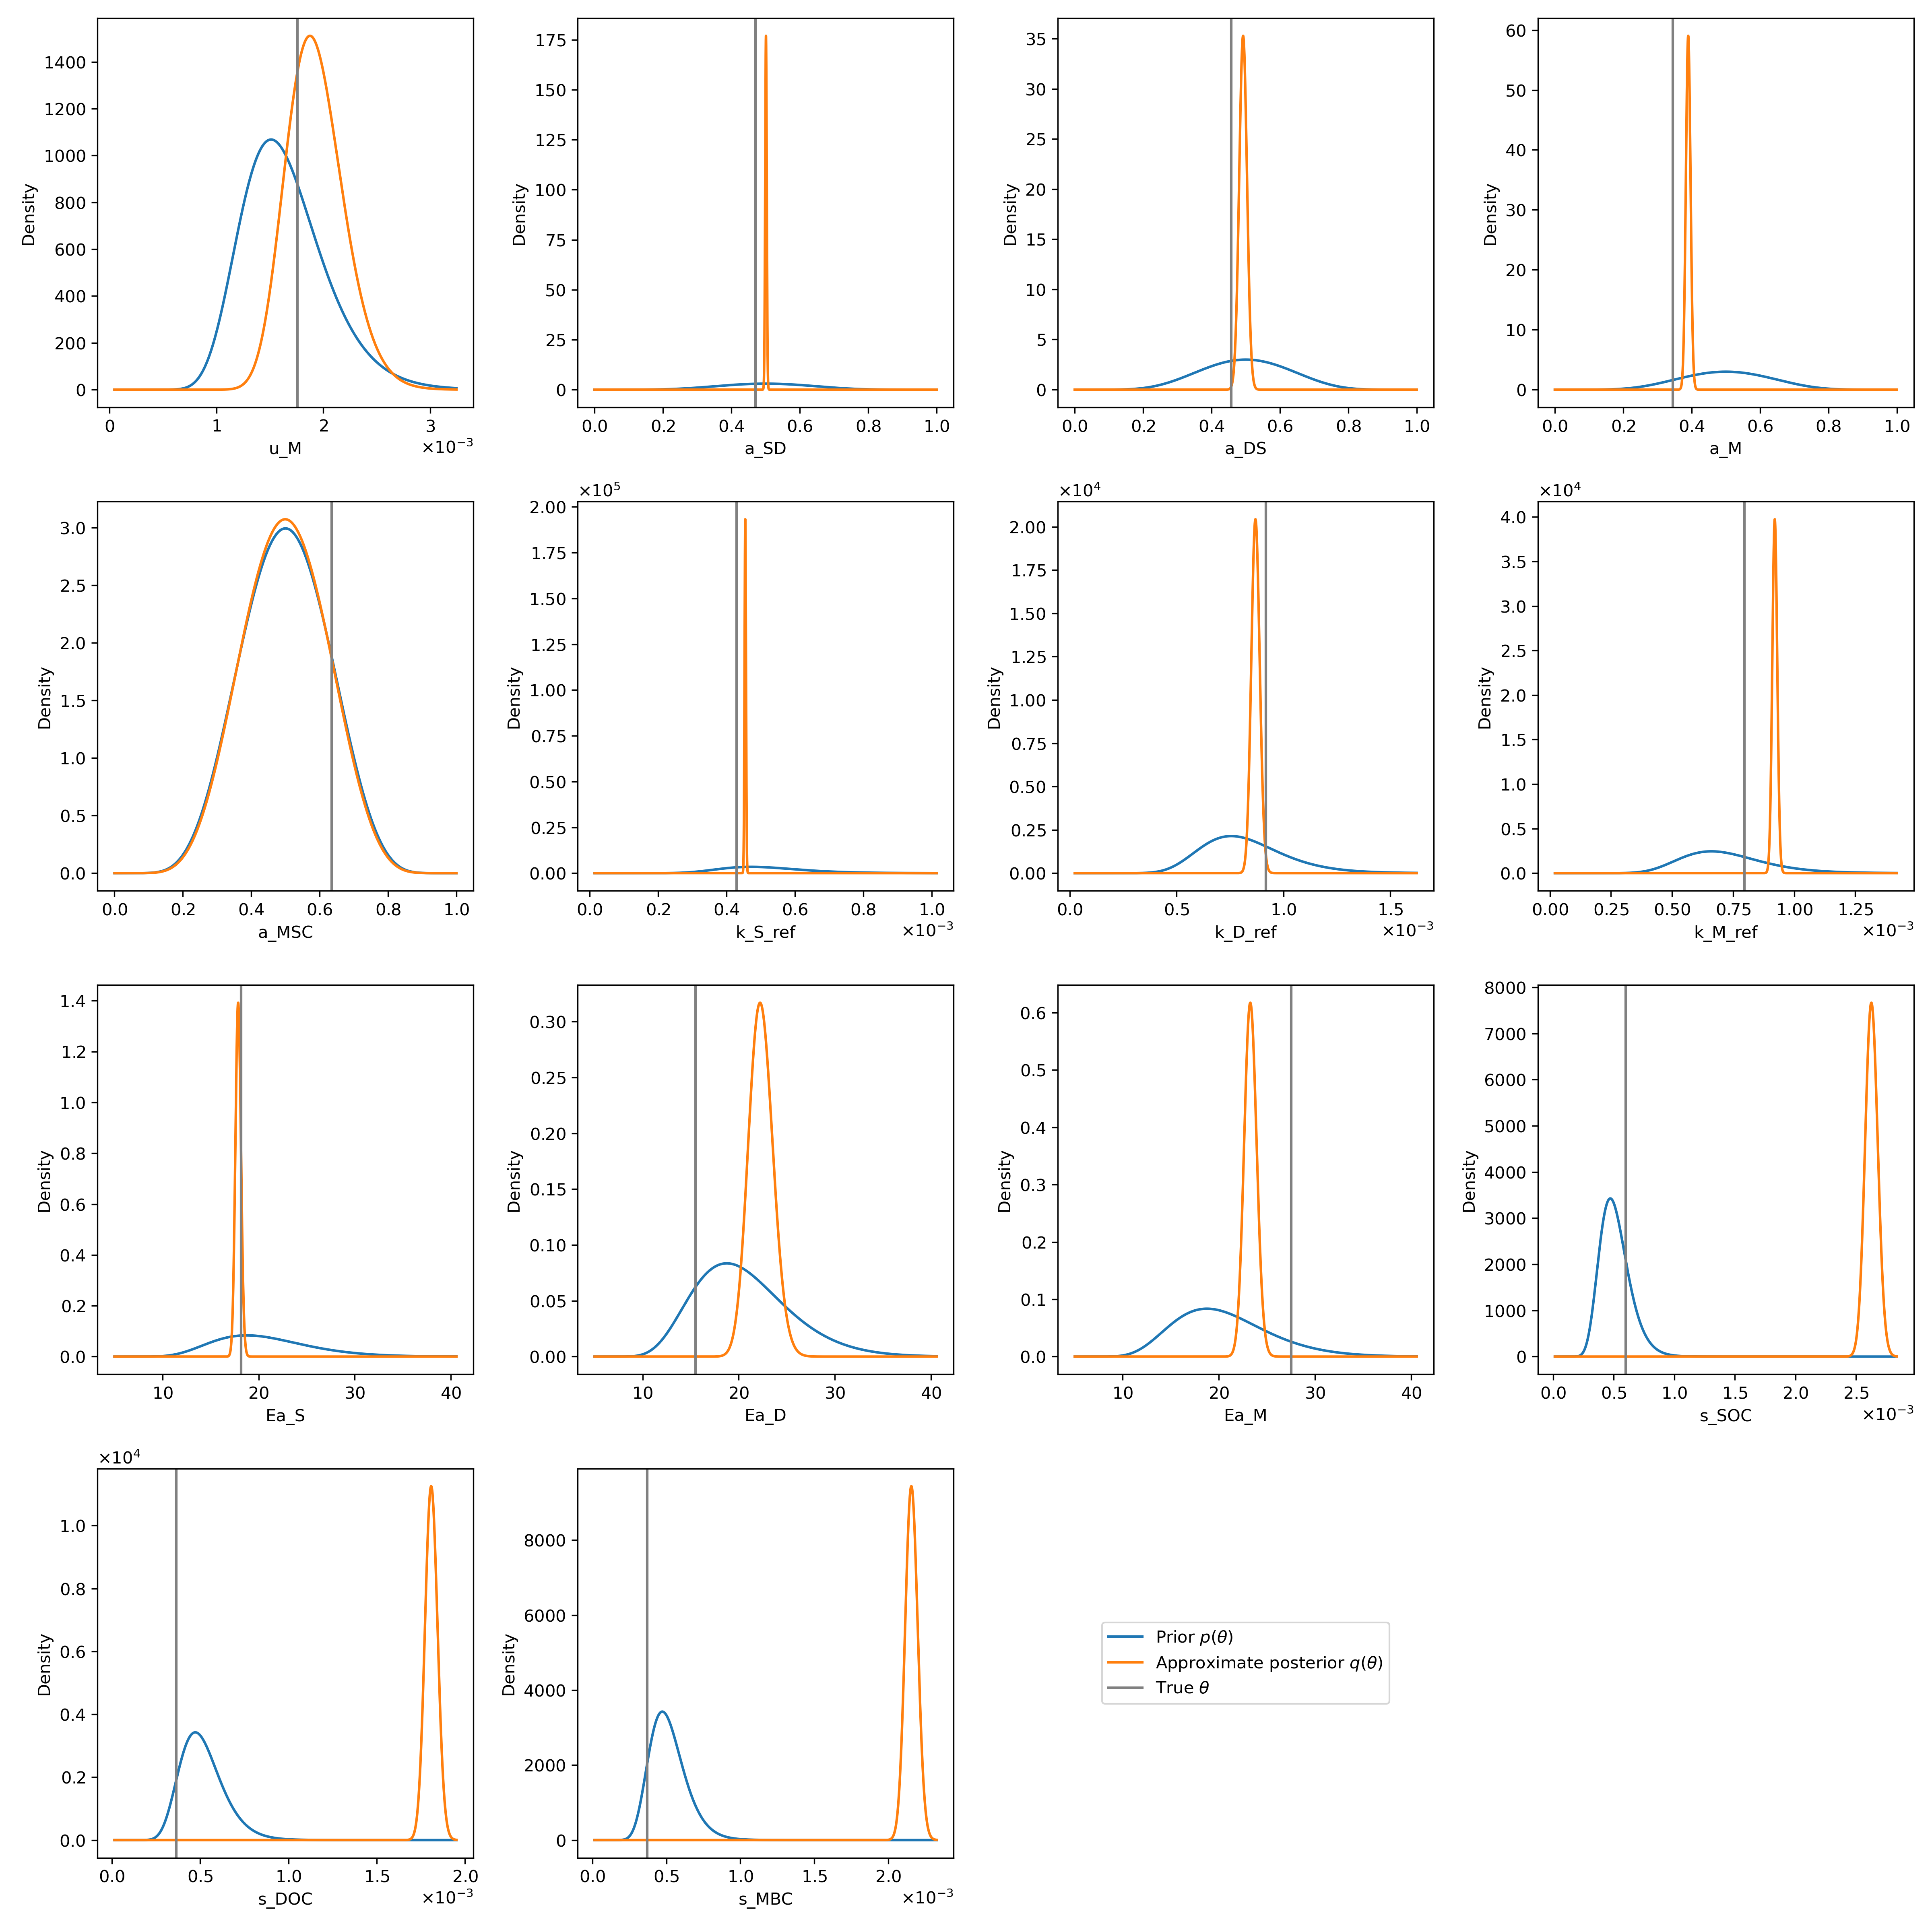 Density
1400
1200
1000
800
600
400
200
0
0 1 2 3
u_M ×10⁻³
Density
175
150
125
100
75
50
25
0
0.0 0.2 0.4 0.6 0.8 1.0
a_SD
Density
35
30
25
20
15
10
5
0
0.0 0.2 0.4 0.6 0.8 1.0
a_DS
Density
60
50
40
30
20
10
0
0.0 0.2 0.4 0.6 0.8 1.0
a_M
Density
3.0
2.5
2.0
1.5
1.0
0.5
0.0
0.0 0.2 0.4 0.6 0.8 1.0
a_MSC
×10⁵
Density
2.00
1.75
1.50
1.25
1.00
0.75
0.50
0.25
0.00
0.0 0.2 0.4 0.6 0.8 1.0
k_S_ref ×10⁻³
×10⁴
Density
2.00
1.75
1.50
1.25
1.00
0.75
0.50
0.25
0.00
0.0 0.5 1.0 1.5
k_D_ref ×10⁻³
×10⁴
Density
4.0
3.5
3.0
2.5
2.0
1.5
1.0
0.5
0.0
0.00 0.25 0.50 0.75 1.00 1.25
k_M_ref ×10⁻³
Density
1.4
1.2
1.0
0.8
0.6
0.4
0.2
0.0
10 20 30 40
Ea_S
Density
0.30
0.25
0.20
0.15
0.10
0.05
0.00
10 20 30 40
Ea_D
Density
0.6
0.5
0.4
0.3
0.2
0.1
0.0
10 20 30 40
Ea_M
Density
8000
7000
6000
5000
4000
3000
2000
1000
0
0.0 0.5 1.0 1.5 2.0 2.5
s_SOC ×10⁻³
×10⁴
Density
1.0
0.8
0.6
0.4
0.2
0.0
0.0 0.5 1.0 1.5 2.0
s_DOC ×10⁻³
Density
8000
6000
4000
2000
0
0.0 0.5 1.0 1.5 2.0
s_MBC ×10⁻³
Prior p(θ)
Approximate posterior q(θ)
True θ